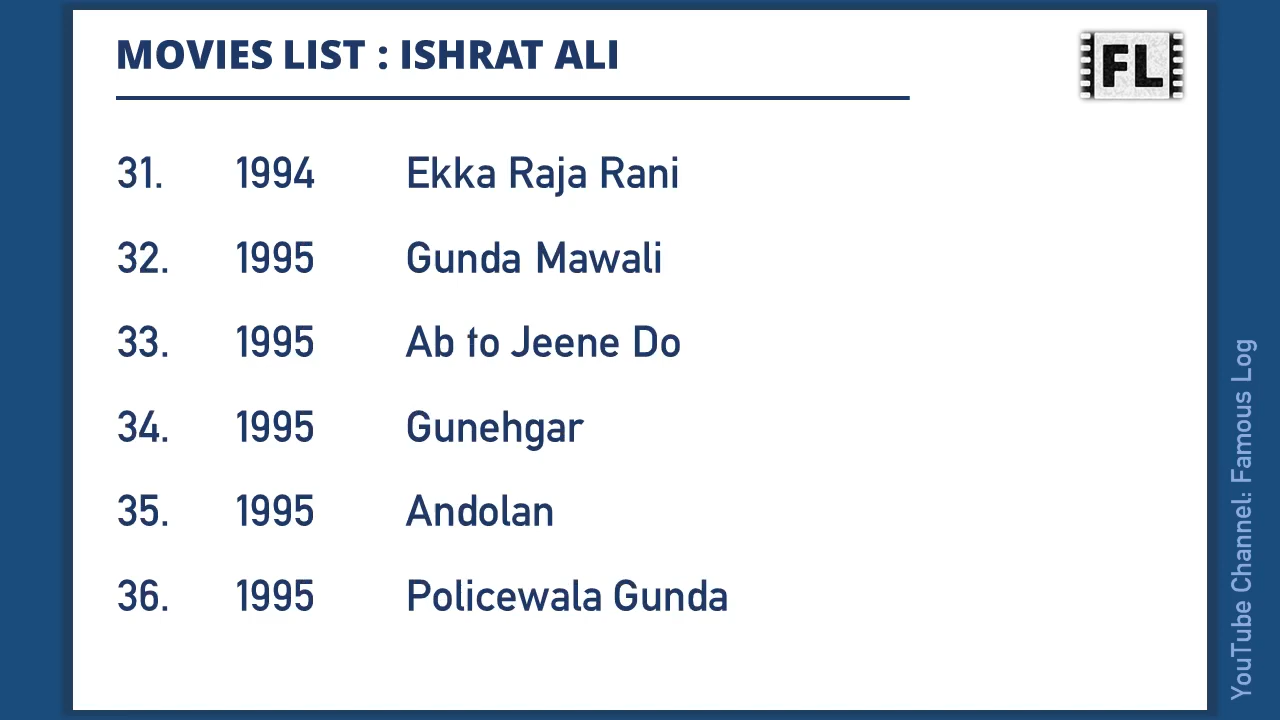 MOVIES LIST : ISHRAT ALI
FL
31. 1994 Ekka Raja Rani
32. 1995 Gunda Mawali
33. 1995 Ab to Jeene Do
34. 1995 Gunehgar
35. 1995 Andolan
36. 1995 Policewala Gunda
YouTube Channel: Famous Log